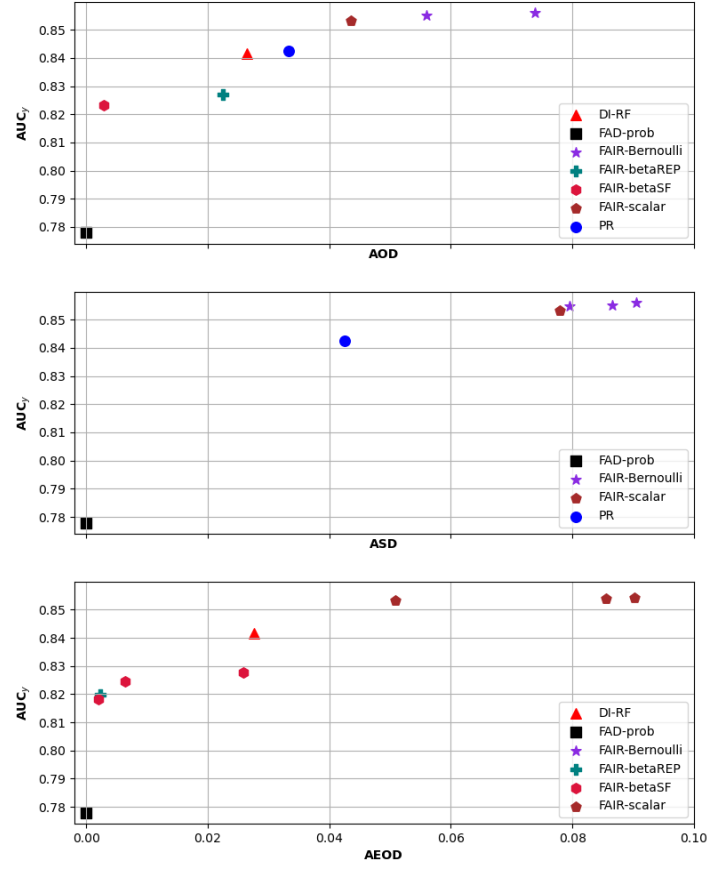 0.85
0.84
0.83
0.82
0.81
0.80
0.79
0.78
AUCy
DI-RF
FAD-prob
FAIR-Bernoulli
FAIR-betaREP
FAIR-betaSF
FAIR-scalar
PR
AOD
0.85
0.84
0.83
0.82
0.81
0.80
0.79
0.78
AUCy
FAD-prob
FAIR-Bernoulli
FAIR-scalar
PR
ASD
0.85
0.84
0.83
0.82
0.81
0.80
0.79
0.78
AUCy
DI-RF
FAD-prob
FAIR-Bernoulli
FAIR-betaREP
FAIR-betaSF
FAIR-scalar
0.00 0.02 0.04 0.06 0.08 0.10
AEOD